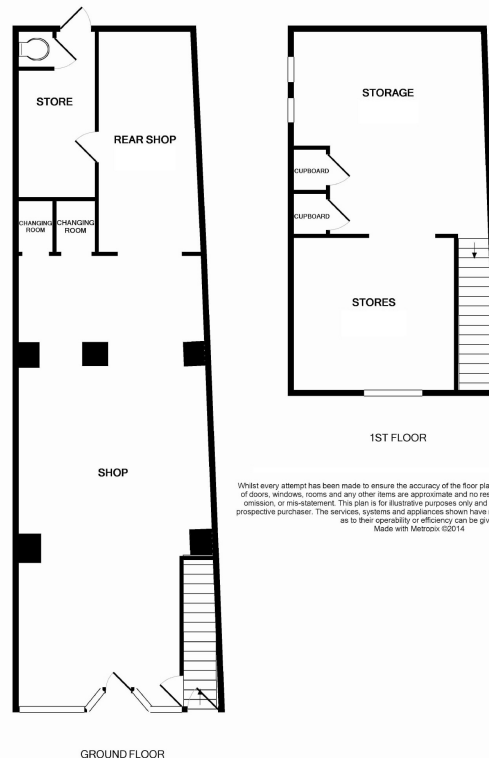 STORE
REAR SHOP
CHANGING
ROOM
CHANGING
ROOM
SHOP
GROUND FLOOR
STORAGE
CUPBOARD
CUPBOARD
STORES
1ST FLOOR
Whilst every attempt has been made to ensure the accuracy of the floor pla
of doors, windows, rooms and any other items are approximate and no res
omission, or mis-statement. This plan is for illustrative purposes only and
prospective purchaser. The services, systems and appliances shown have
as to their operability or efficiency can be giv
Made with Metropix ©2014